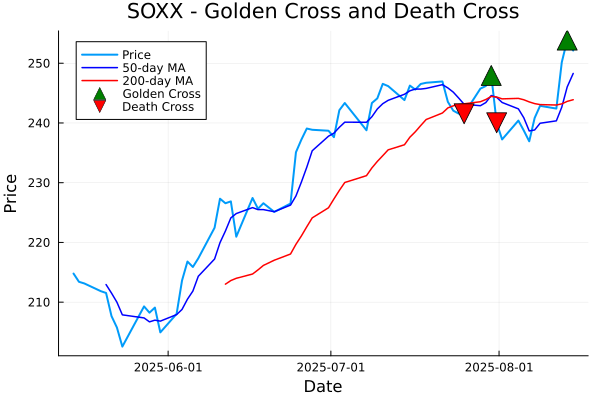 SOXX - Golden Cross and Death Cross
Price
50-day MA
200-day MA
Golden Cross
Death Cross
250
240
230
220
210
Price
2025-06-01
2025-07-01
2025-08-01
Date